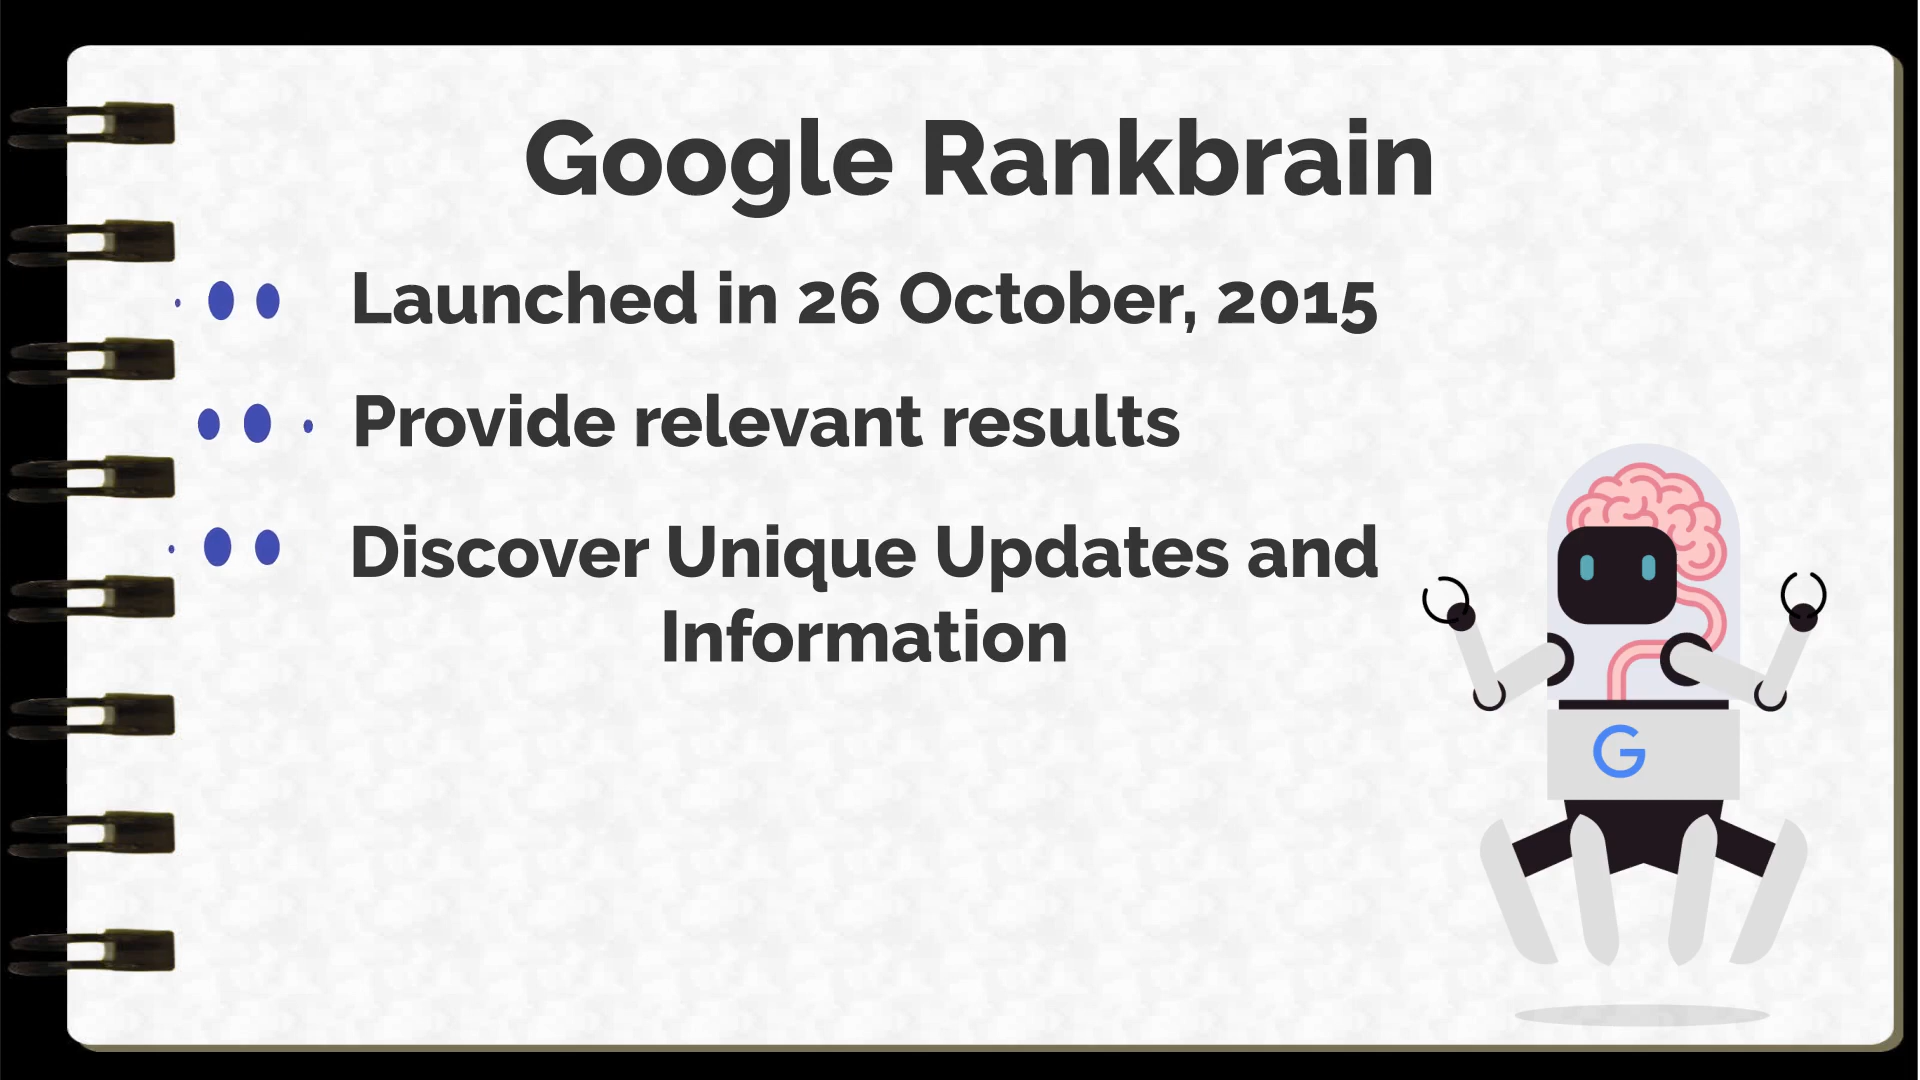 Google Rankbrain
Launched in 26 October, 2015
Provide relevant results
Discover Unique Updates and
Information
G